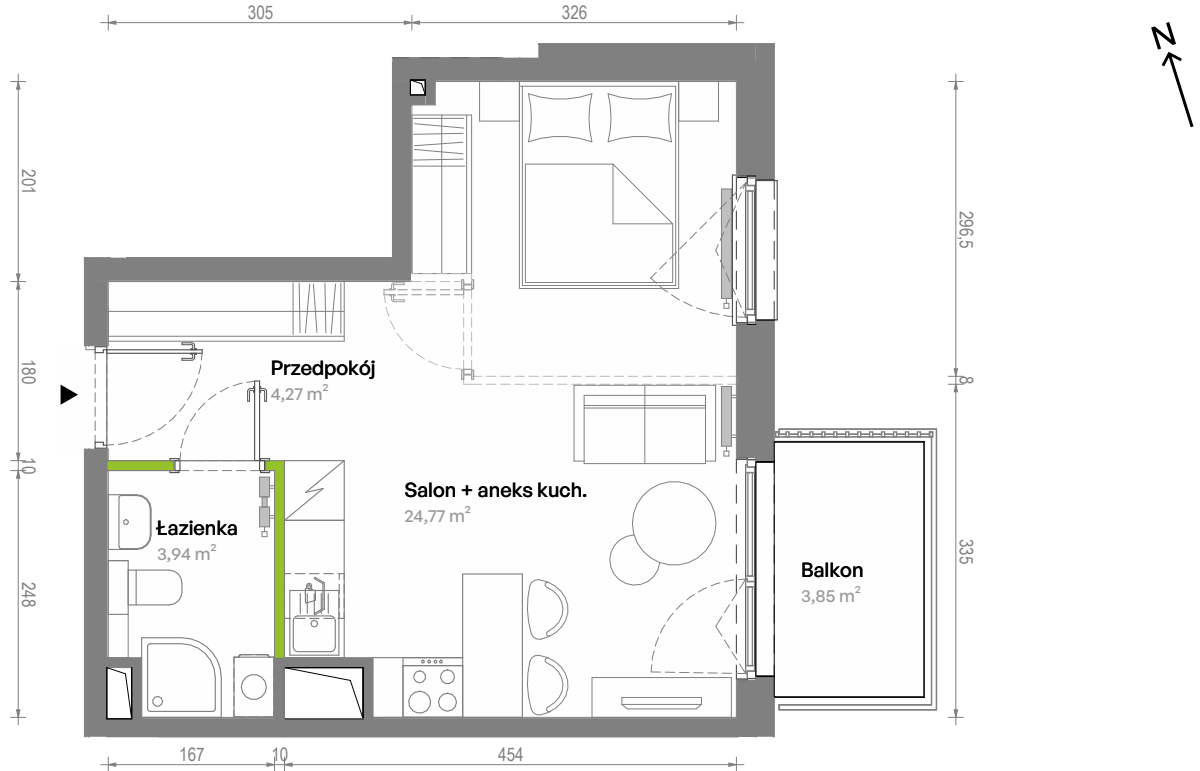 305
326
N
201
296,5
Przedpokój
4,27 m²
180
8
10
Salon + aneks kuch.
24,77 m²
Łazienka
3,94 m²
335
Balkon
3,85 m²
248
167
10
454